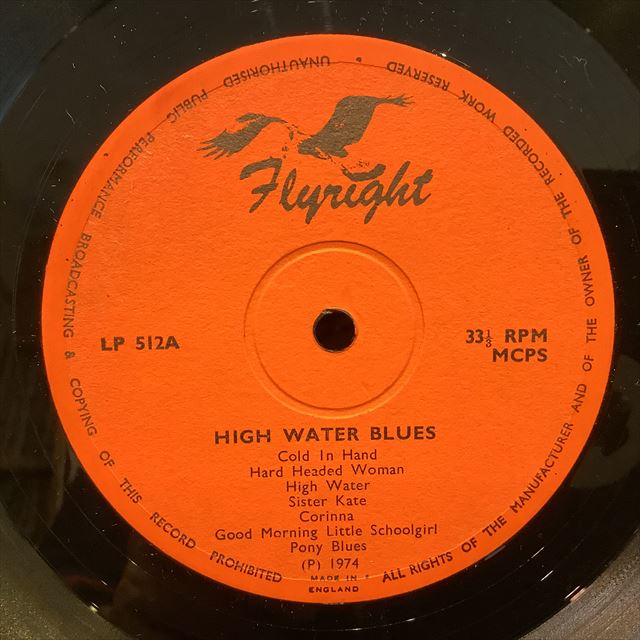 ALL RIGHTS OF THE MANUFACTURER AND OF THE OWNER OF THE RECORDED WORK RESERVED • UNAUTHORISED PUBLIC PERFORMANCE BROADCASTING & COPYING OF THIS RECORD PROHIBITED
Flyright
LP 512A
33⅓ RPM
MCPS
HIGH WATER BLUES
Cold In Hand
Hard Headed Woman
High Water
Sister Kate
Corinna
Good Morning Little Schoolgirl
Pony Blues
(P) 1974
MADE IN
ENGLAND